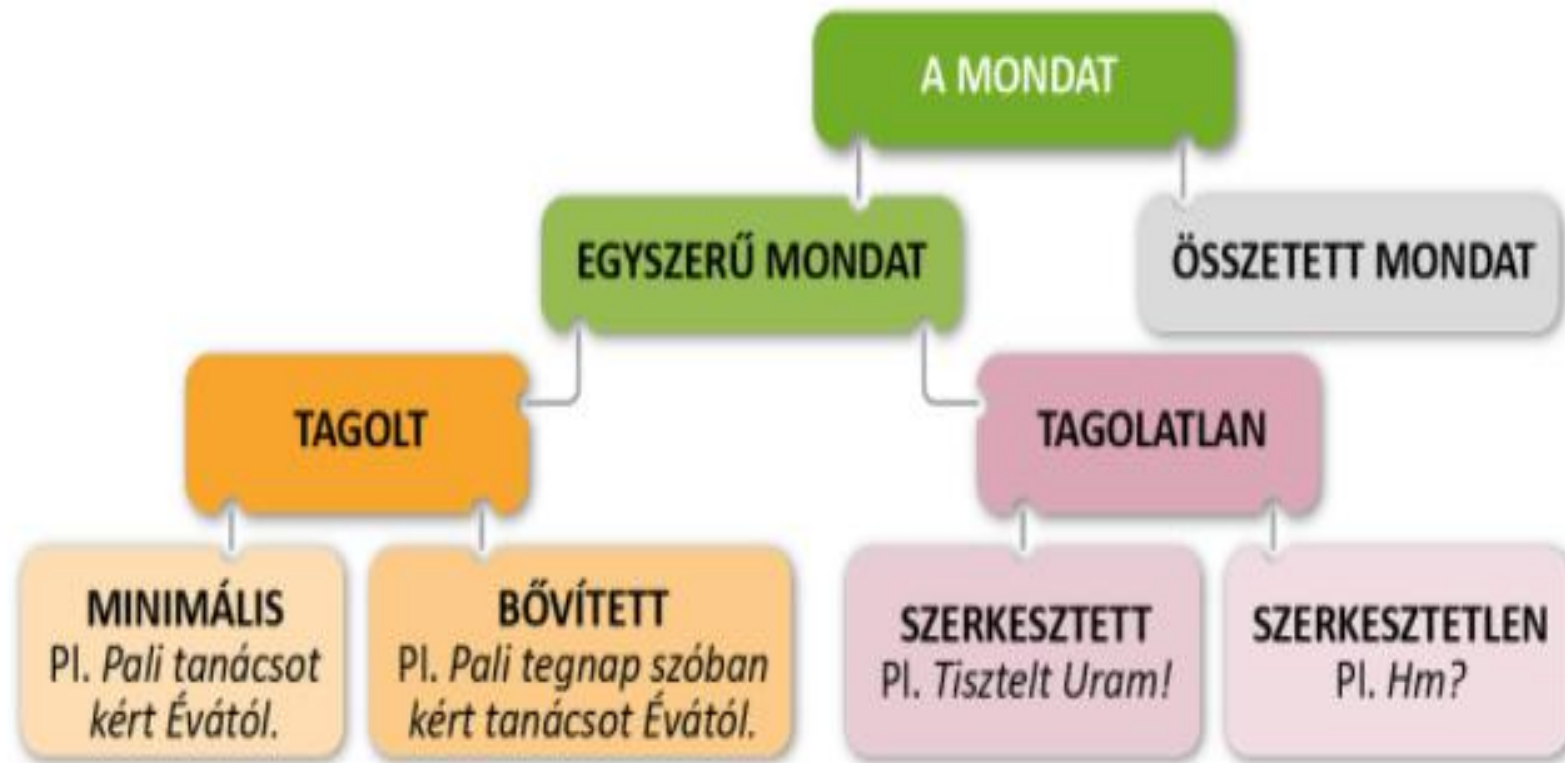 A MONDAT
EGYSZERŰ MONDAT
ÖSSZETETT MONDAT
TAGOLT
TAGOLATLAN
MINIMÁLIS
Pl. Pali tanácsot
kért Évától.
BŐVÍTETT
Pl. Pali tegnap szóban
kért tanácsot Évától.
SZERKESZTETT
Pl. Tisztelt Uram!
SZERKESZTETLEN
Pl. Hm?